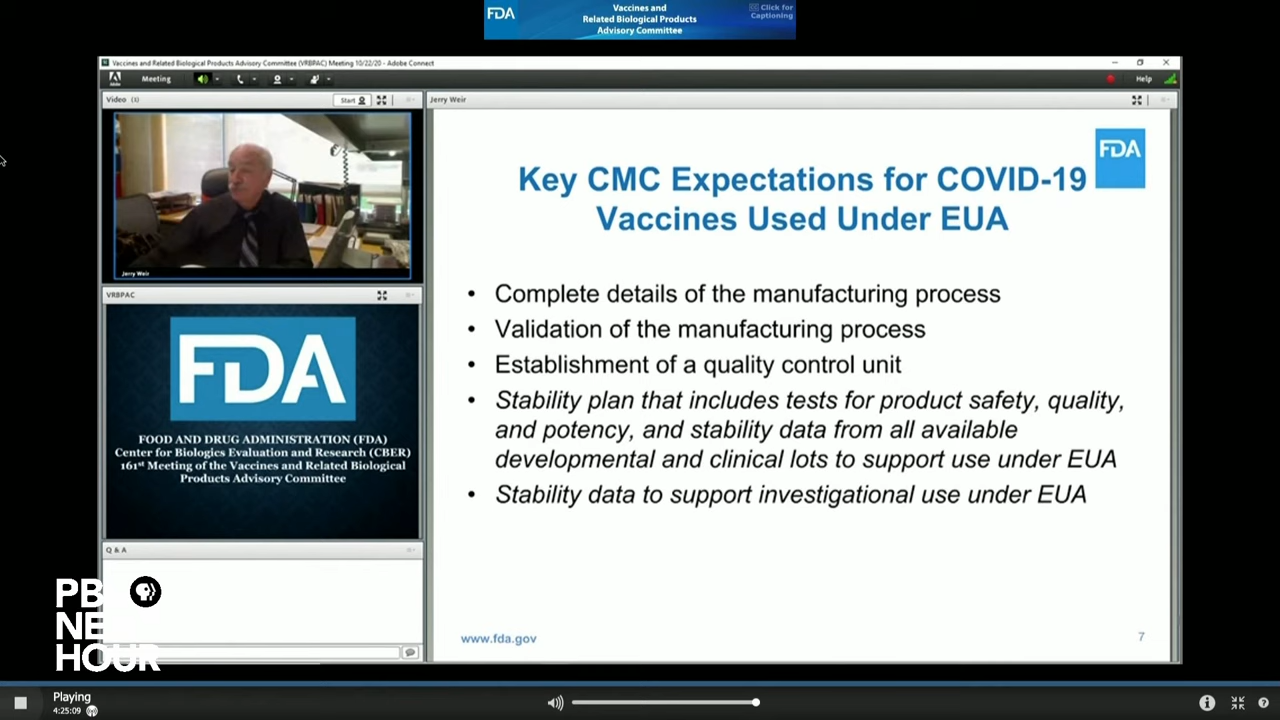 FDA
Vaccines and
Related Biological Products
Advisory Committee
CC Click for
Captioning
Vaccines and Related Biological Products Advisory Committee (VRBPAC) Meeting 10/22/20 - Adobe Connect
Adobe
Meeting
Help
Video (1)
Start
Jerry Weir
Jerry Weir
VRBPAC
FDA
FOOD AND DRUG ADMINISTRATION (FDA)
Center for Biologics Evaluation and Research (CBER)
161st Meeting of the Vaccines and Related Biological
Products Advisory Committee
Q & A
FDA
Key CMC Expectations for COVID-19
Vaccines Used Under EUA
• Complete details of the manufacturing process
• Validation of the manufacturing process
• Establishment of a quality control unit
• Stability plan that includes tests for product safety, quality,
and potency, and stability data from all available
developmental and clinical lots to support use under EUA
• Stability data to support investigational use under EUA
www.fda.gov
7
PB
NE
HOUR
Playing
4:25:09